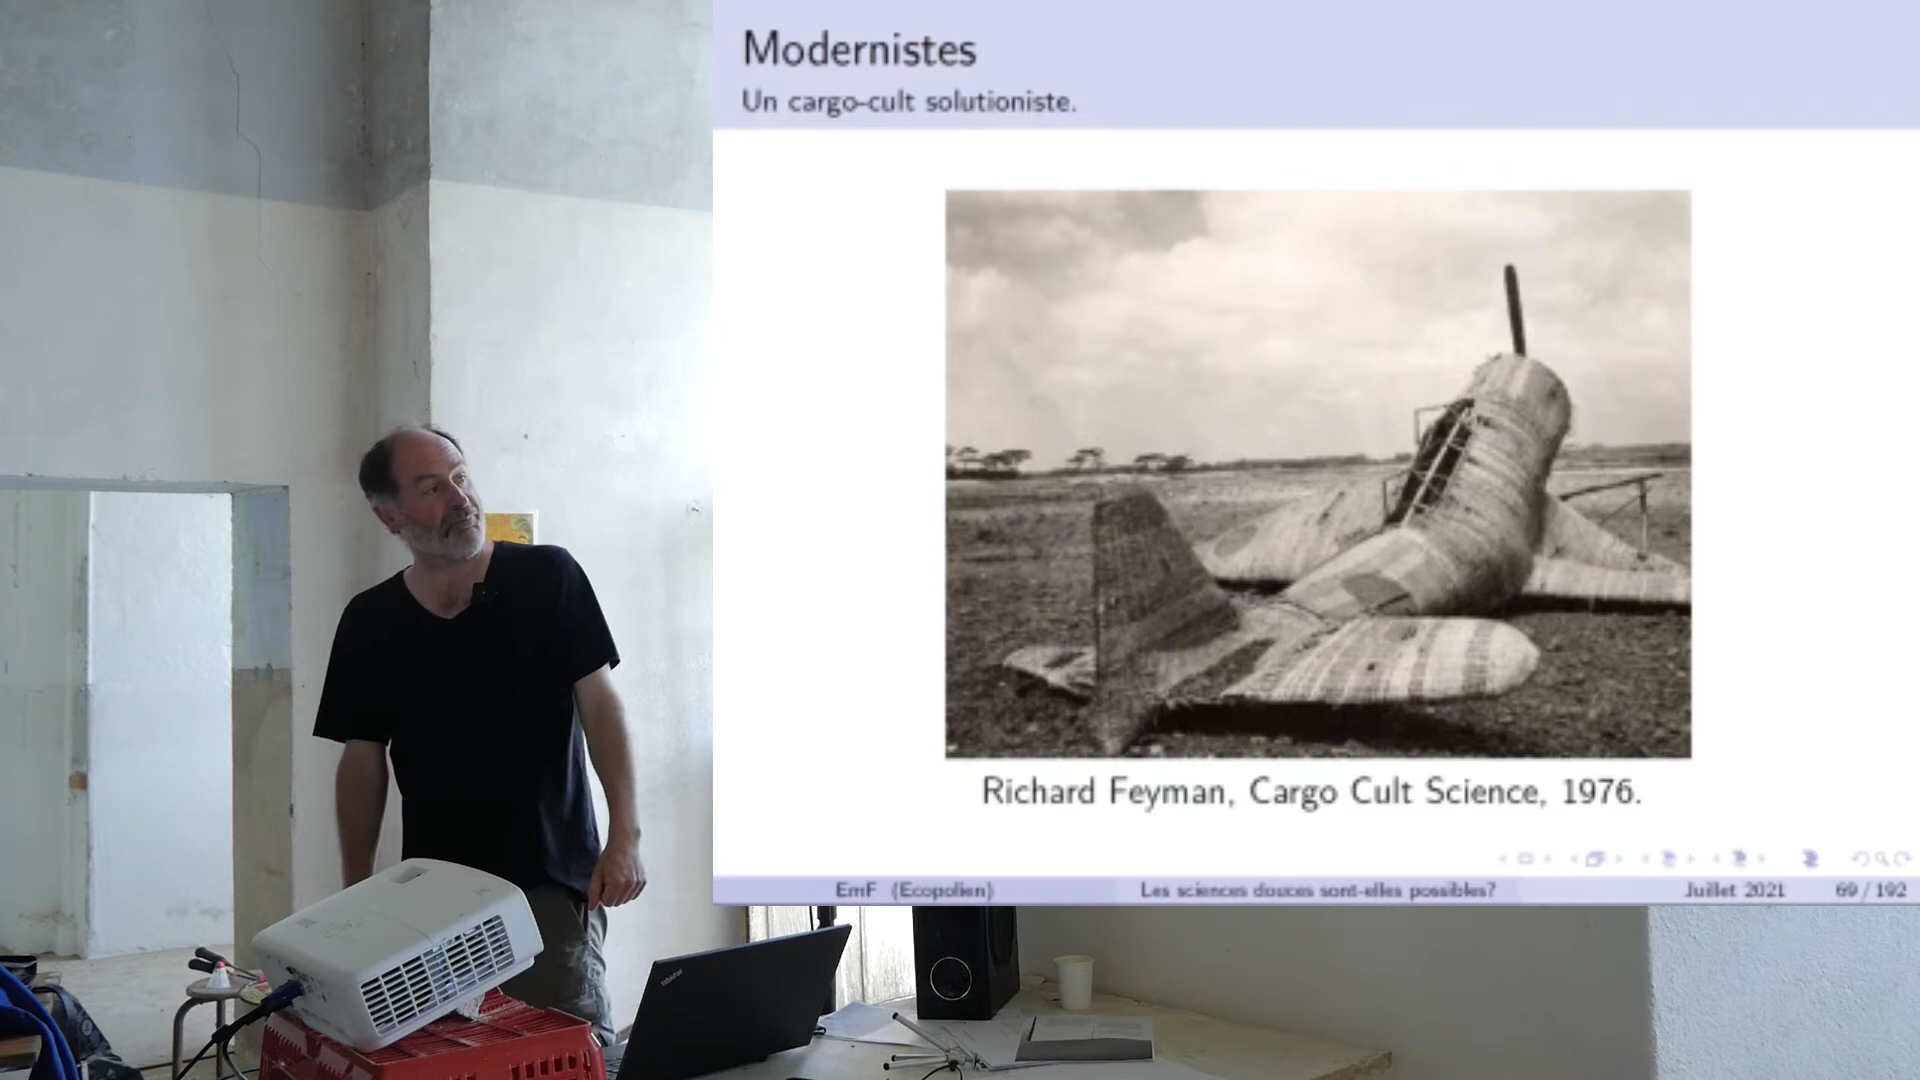 Modernistes
Un cargo-cult solutioniste.
Richard Feyman, Cargo Cult Science, 1976.
EmF (Ecopolien)
Les sciences douces sont-elles possibles?
Juillet 2021
69 / 192
ThinkPad